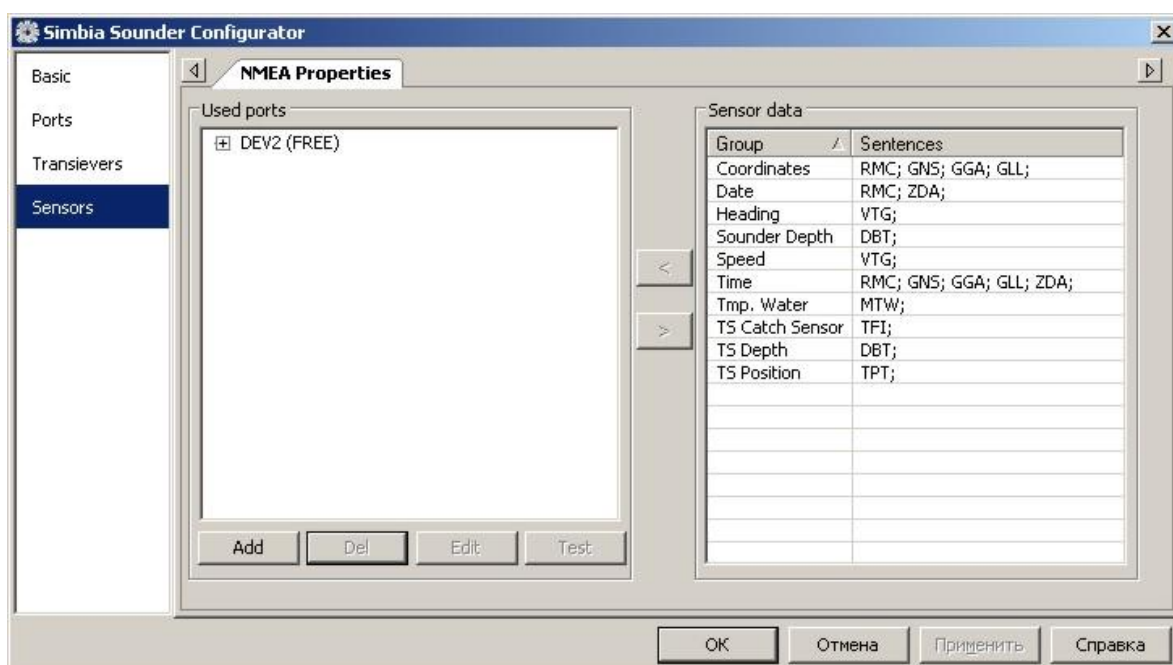 Simbia Sounder Configurator
Basic
Ports
Transievers
Sensors
NMEA Properties
Used ports
DEV2 (FREE)
Add Del Edit Test
< 
>
Sensor data
Group Sentences
Coordinates RMC; GNS; GGA; GLL;
Date RMC; ZDA;
Heading VTG;
Sounder Depth DBT;
Speed VTG;
Time RMC; GNS; GGA; GLL; ZDA;
Tmp. Water MTW;
TS Catch Sensor TFI;
TS Depth DBT;
TS Position TPT;
OK Отмена Применить Справка